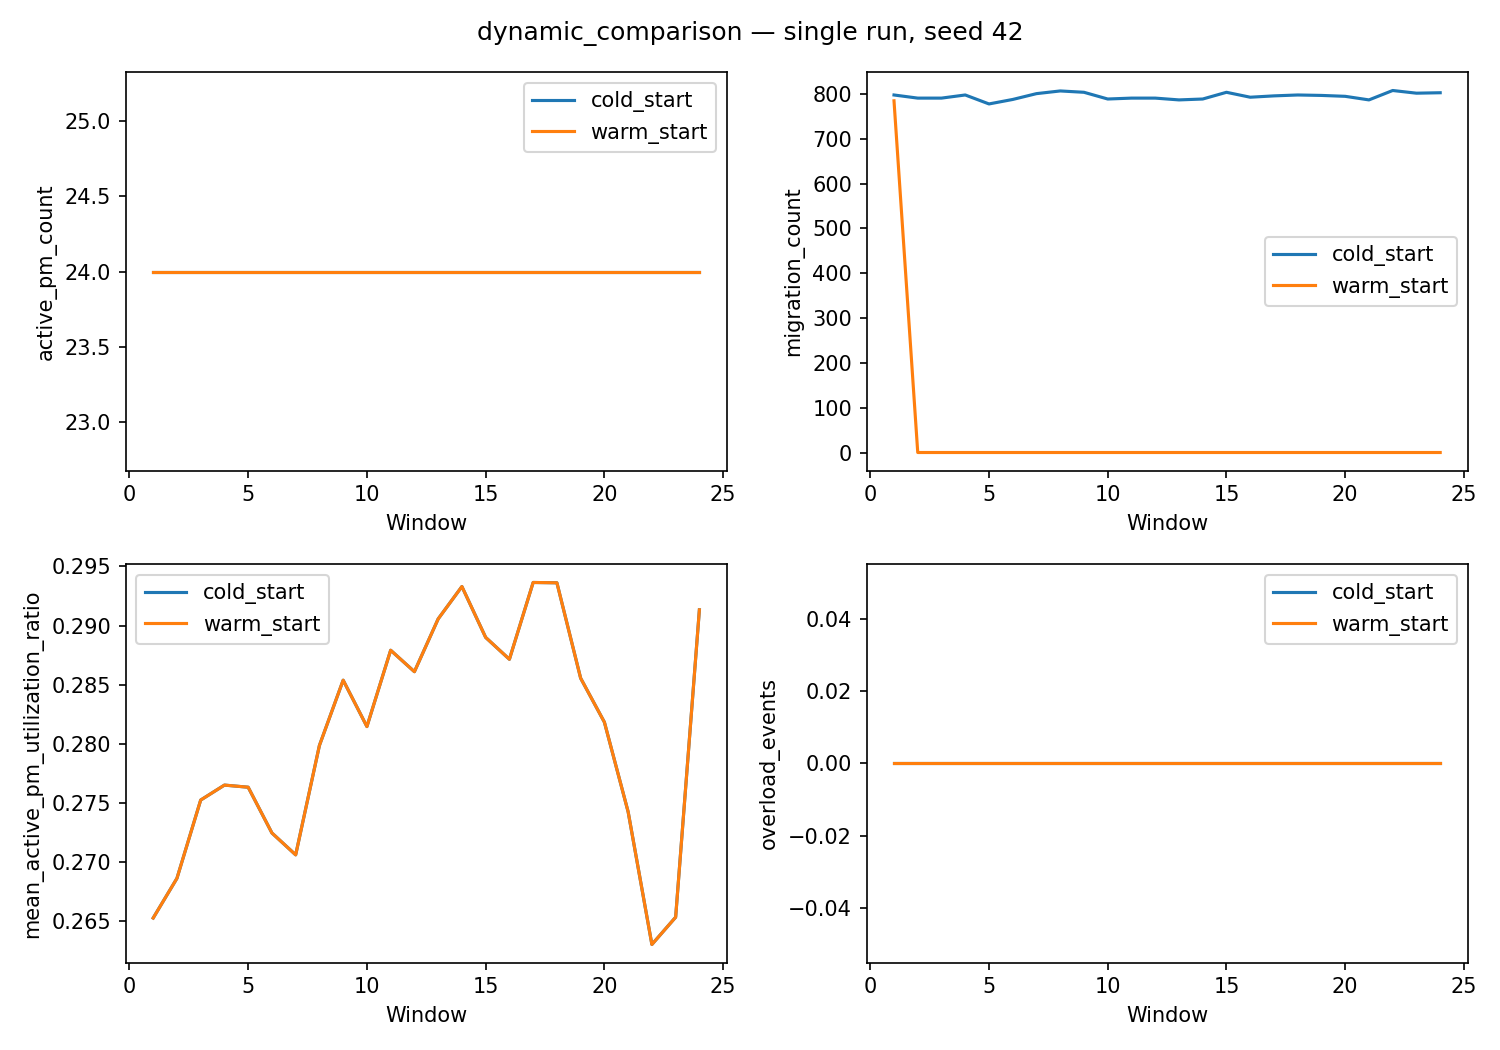 dynamic_comparison — single run, seed 42
cold_start
warm_start
25.0
24.5
24.0
23.5
23.0
active_pm_count
0 5 10 15 20 25
Window
cold_start
warm_start
800
700
600
500
400
300
200
100
0
migration_count
0 5 10 15 20 25
Window
cold_start
warm_start
0.295
0.290
0.285
0.280
0.275
0.270
0.265
mean_active_pm_utilization_ratio
0 5 10 15 20 25
Window
cold_start
warm_start
0.04
0.02
0.00
−0.02
−0.04
overload_events
0 5 10 15 20 25
Window